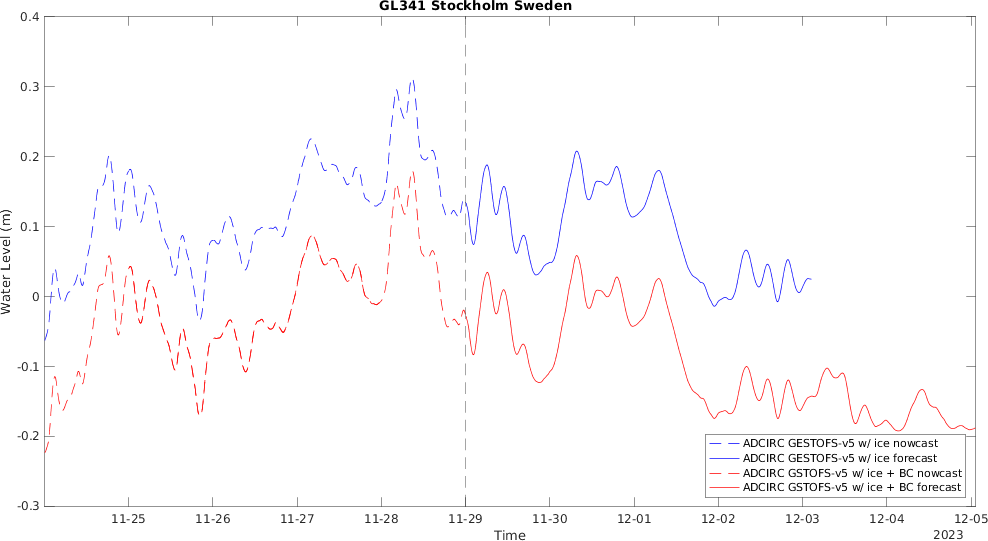 GL341 Stockholm Sweden
0.4
0.3
0.2
0.1
0
-0.1
-0.2
-0.3
Water Level (m)
ADCIRC GESTOFS-v5 w/ ice nowcast
ADCIRC GESTOFS-v5 w/ ice forecast
ADCIRC GSTOFS-v5 w/ ice + BC nowcast
ADCIRC GSTOFS-v5 w/ ice + BC forecast
11-25 11-26 11-27 11-28 11-29 11-30 12-01 12-02 12-03 12-04 12-05
Time
2023